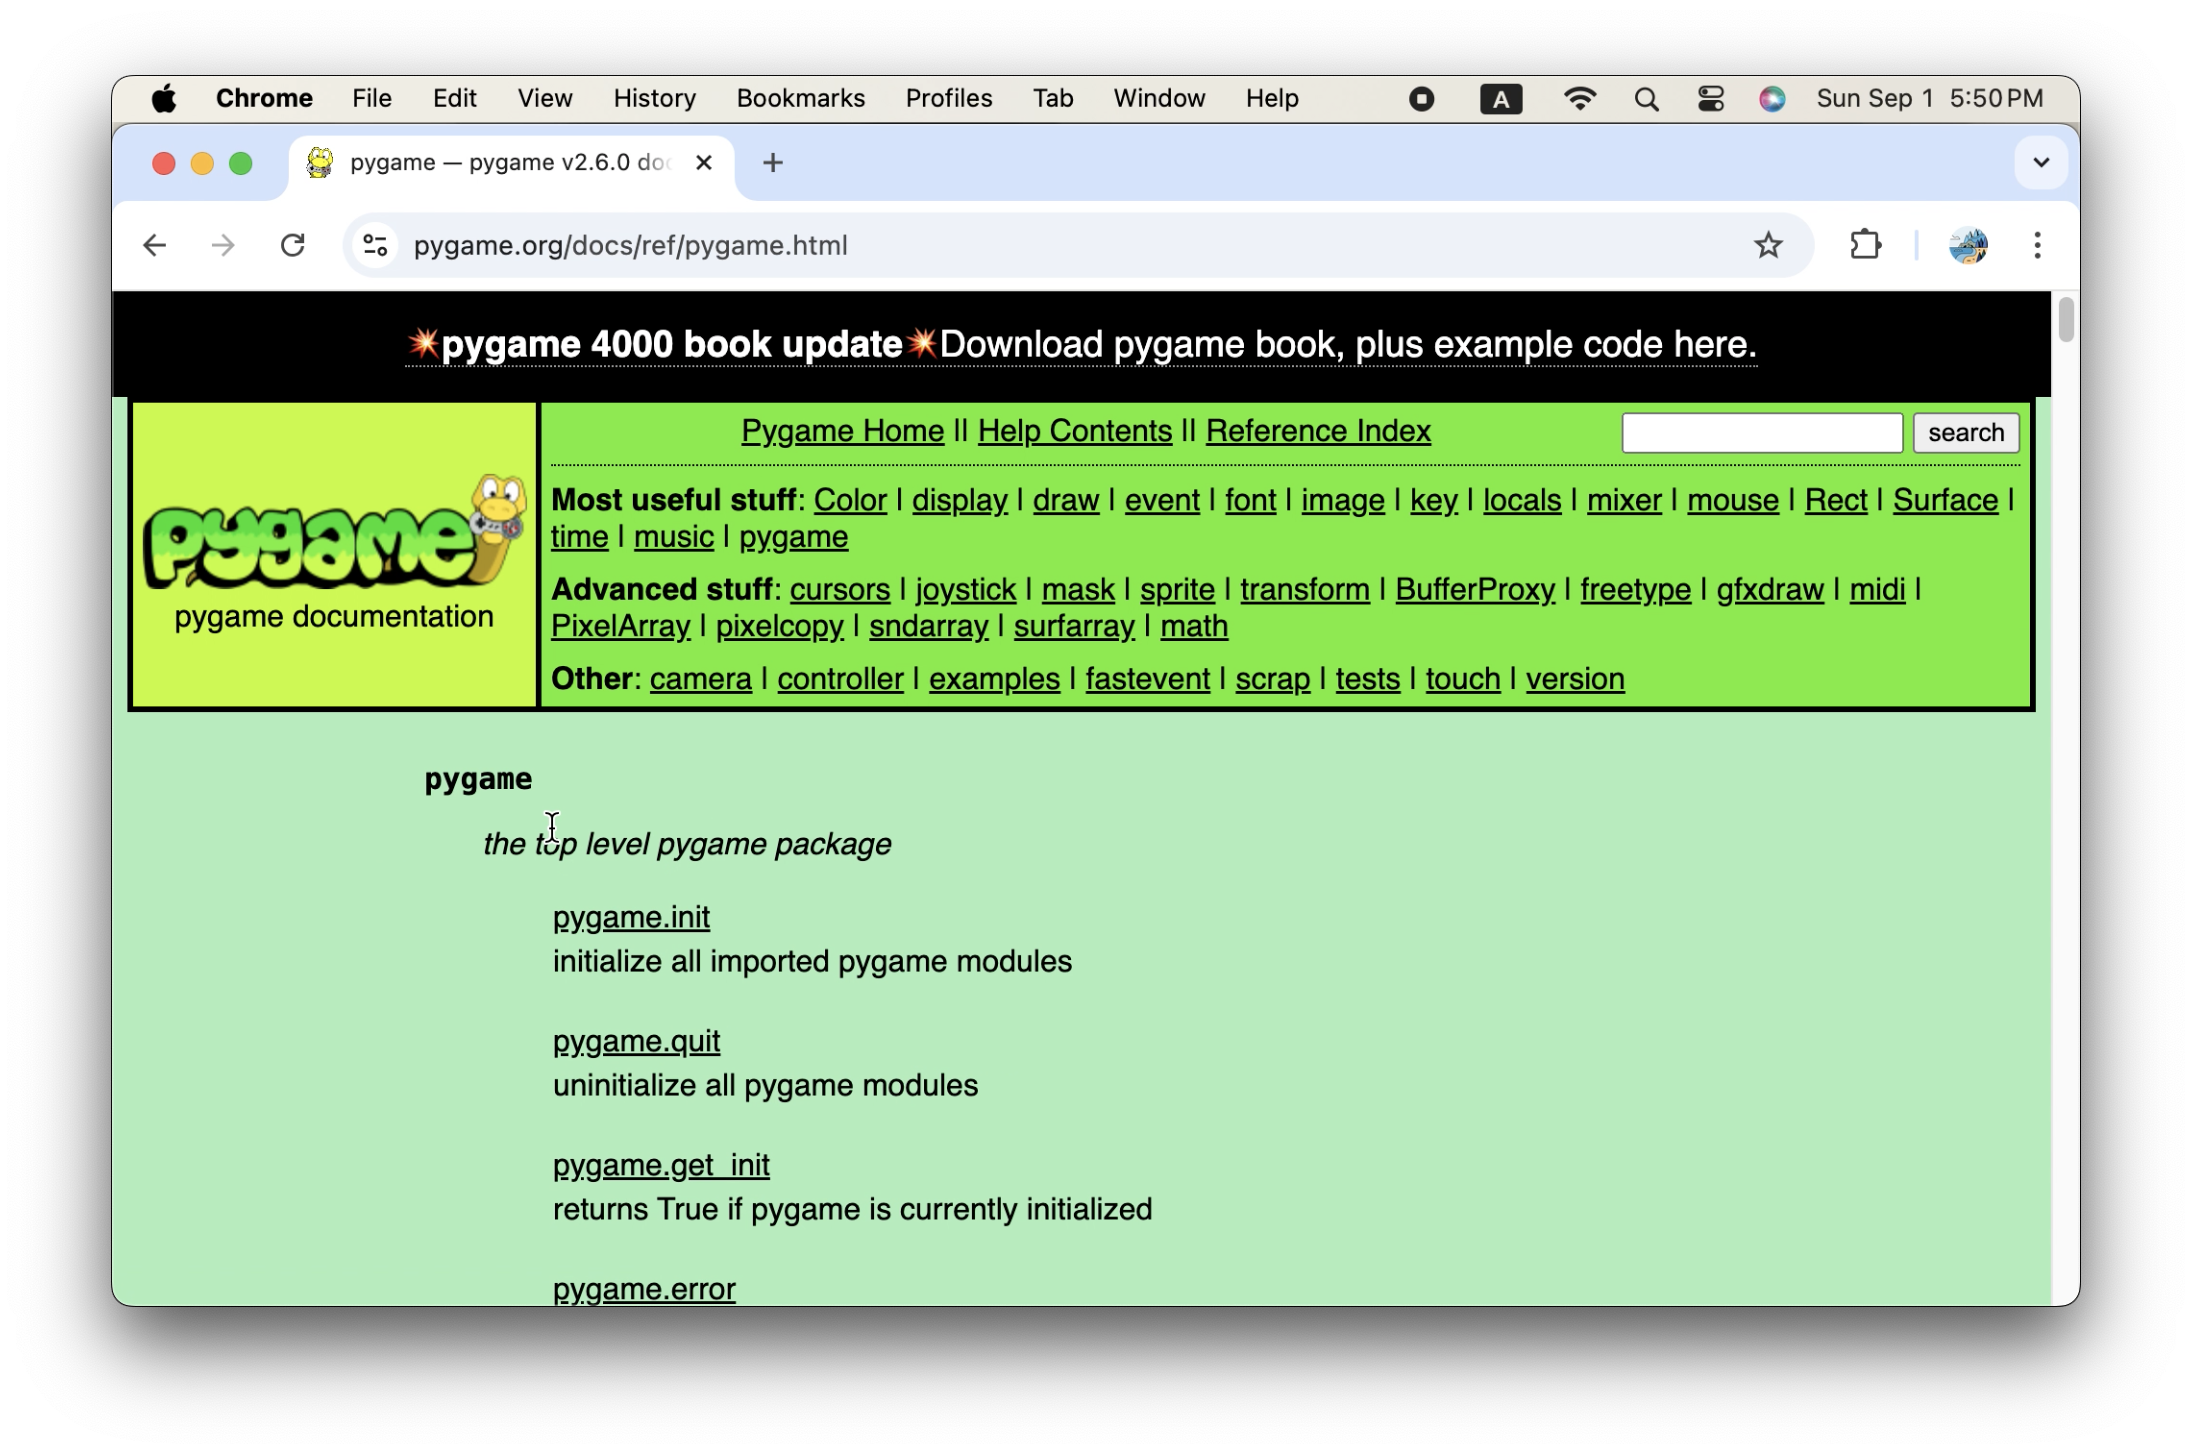 Chrome File Edit View History Bookmarks Profiles Tab Window Help A Sun Sep 1 5:50 PM
pygame — pygame v2.6.0 doc
pygame.org/docs/ref/pygame.html
💥pygame 4000 book update💥Download pygame book, plus example code here.
pygame
pygame documentation
Pygame Home || Help Contents || Reference Index search
Most useful stuff: Color | display | draw | event | font | image | key | locals | mixer | mouse | Rect | Surface |
time | music | pygame
Advanced stuff: cursors | joystick | mask | sprite | transform | BufferProxy | freetype | gfxdraw | midi |
PixelArray | pixelcopy | sndarray | surfarray | math
Other: camera | controller | examples | fastevent | scrap | tests | touch | version
pygame
the top level pygame package
pygame.init
initialize all imported pygame modules
pygame.quit
uninitialize all pygame modules
pygame.get_init
returns True if pygame is currently initialized
pygame.error